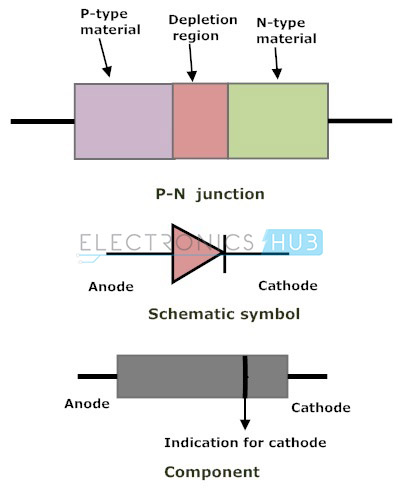 P-type
material
Depletion
region
N-type
material
P-N junction
ELECTRONICS HUB
Anode
Cathode
Schematic symbol
Anode
Cathode
Indication for cathode
Component